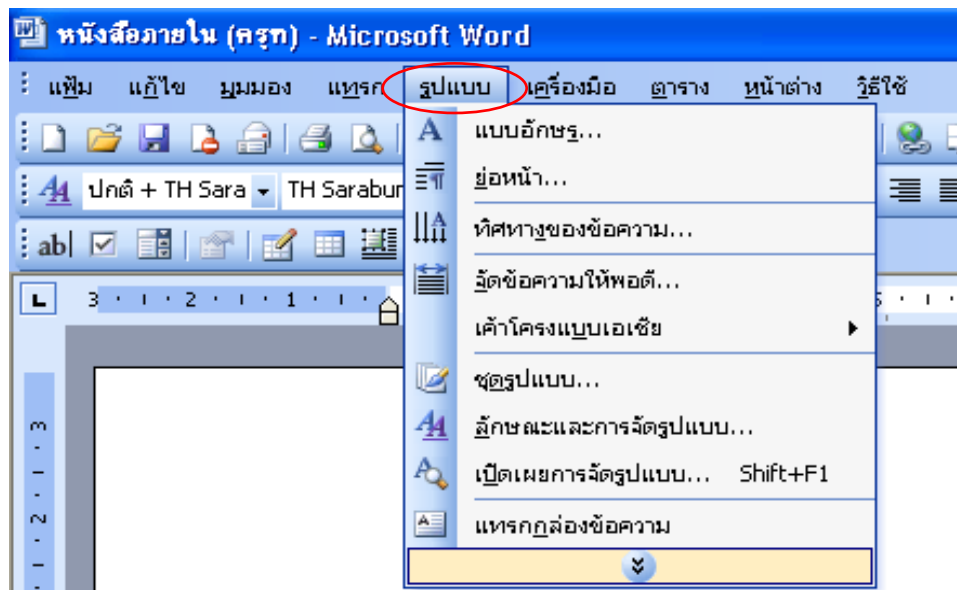 หนังสือภายใน (ครุฑ) - Microsoft Word
แฟ้ม แก้ไข มุมมอง แทรก รูปแบบ เครื่องมือ ตาราง หน้าต่าง วิธีใช้
แบบอักษร...
ย่อหน้า...
ปกติ + TH Sara TH Sarabun
ทิศทางของข้อความ...
abl
จัดข้อความให้พอดี...
L 3 2 1
เค้าโครงแบบเอเชีย
ชุดรูปแบบ...
ลักษณะและการจัดรูปแบบ...
เปิดเผยการจัดรูปแบบ... Shift+F1
แทรกกล่องข้อความ
3
2